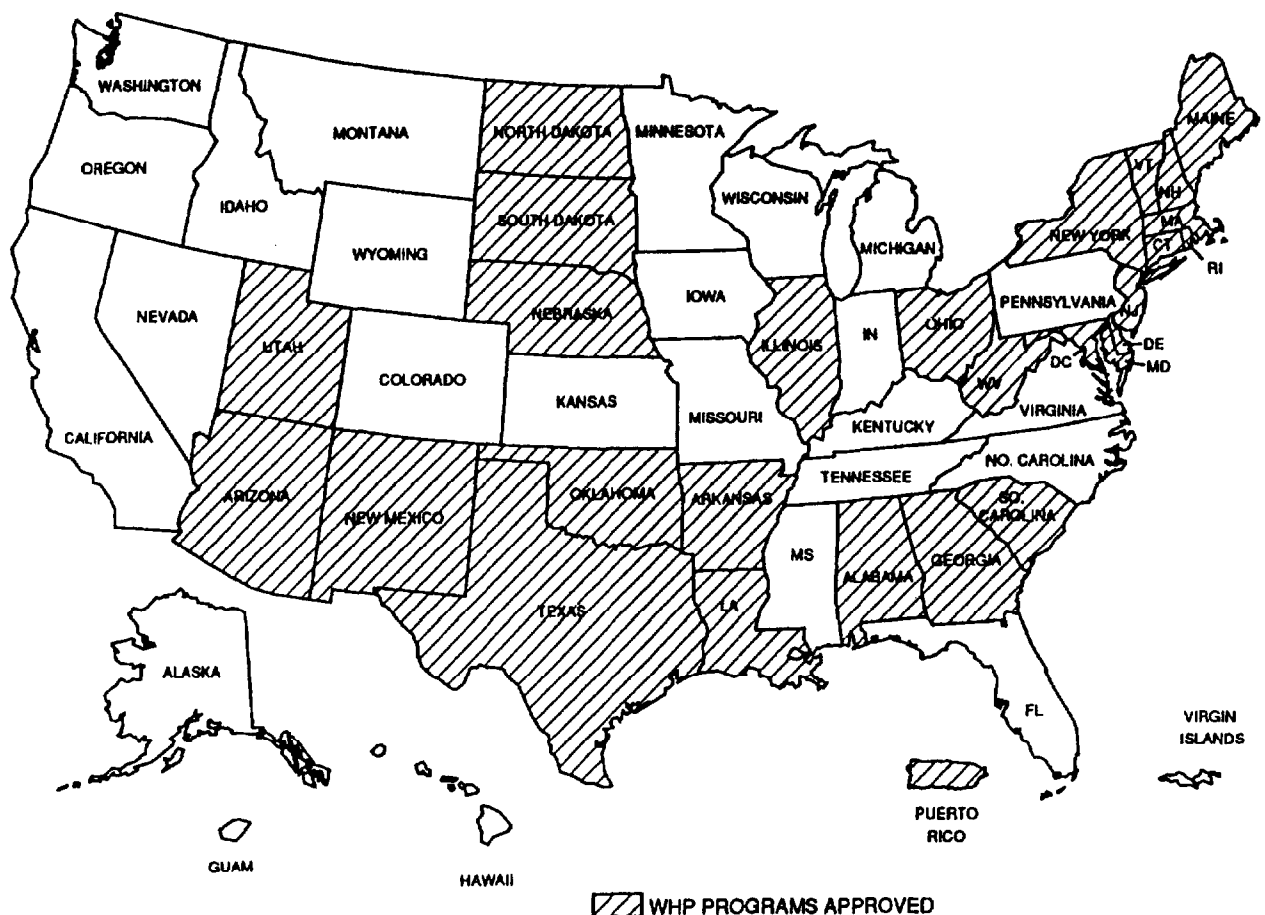 WASHINGTON
OREGON
IDAHO
MONTANA
WYOMING
NEVADA
CALIFORNIA
UTAH
COLORADO
ARIZONA
NEW MEXICO
NORTH DAKOTA
SOUTH DAKOTA
NEBRASKA
KANSAS
OKLAHOMA
TEXAS
MINNESOTA
IOWA
MISSOURI
ARKANSAS
LA
WISCONSIN
ILLINOIS
MICHIGAN
IN
OHIO
KENTUCKY
TENNESSEE
MS
ALABAMA
GEORGIA
FL
SO.
CAROLINA
NO. CAROLINA
VIRGINIA
WV
DC
MD
DE
PENNSYLVANIA
NJ
NEW YORK
CT
RI
MA
VT
NH
MAINE
ALASKA
GUAM
HAWAII
PUERTO
RICO
VIRGIN
ISLANDS
WHP PROGRAMS APPROVED